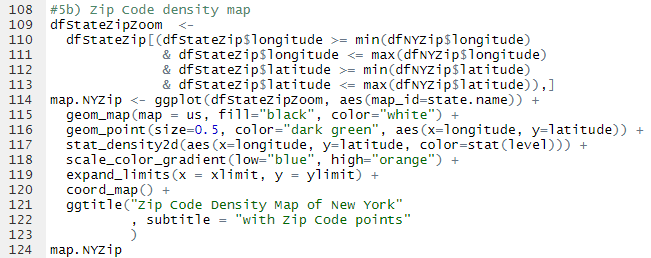 108 #5b) Zip Code density map
109 dfStateZipZoom <-
110   dfStateZip[(dfStateZip$longitude >= min(dfNYZip$longitude)
111              & dfStateZip$longitude <= max(dfNYZip$longitude)
112              & dfStateZip$latitude >= min(dfNYZip$latitude)
113              & dfStateZip$latitude <= max(dfNYZip$latitude)),]
114 map.NYZip <- ggplot(dfStateZipZoom, aes(map_id=state.name)) +
115   geom_map(map = us, fill="black", color="white") +
116   geom_point(size=0.5, color="dark green", aes(x=longitude, y=latitude)) +
117   stat_density2d(aes(x=longitude, y=latitude, color=stat(level))) +
118   scale_color_gradient(low="blue", high="orange") +
119   expand_limits(x = xlimit, y = ylimit) +
120   coord_map() +
121   ggtitle("Zip Code Density Map of New York"
122           , subtitle = "with Zip Code points"
123           )
124 map.NYZip